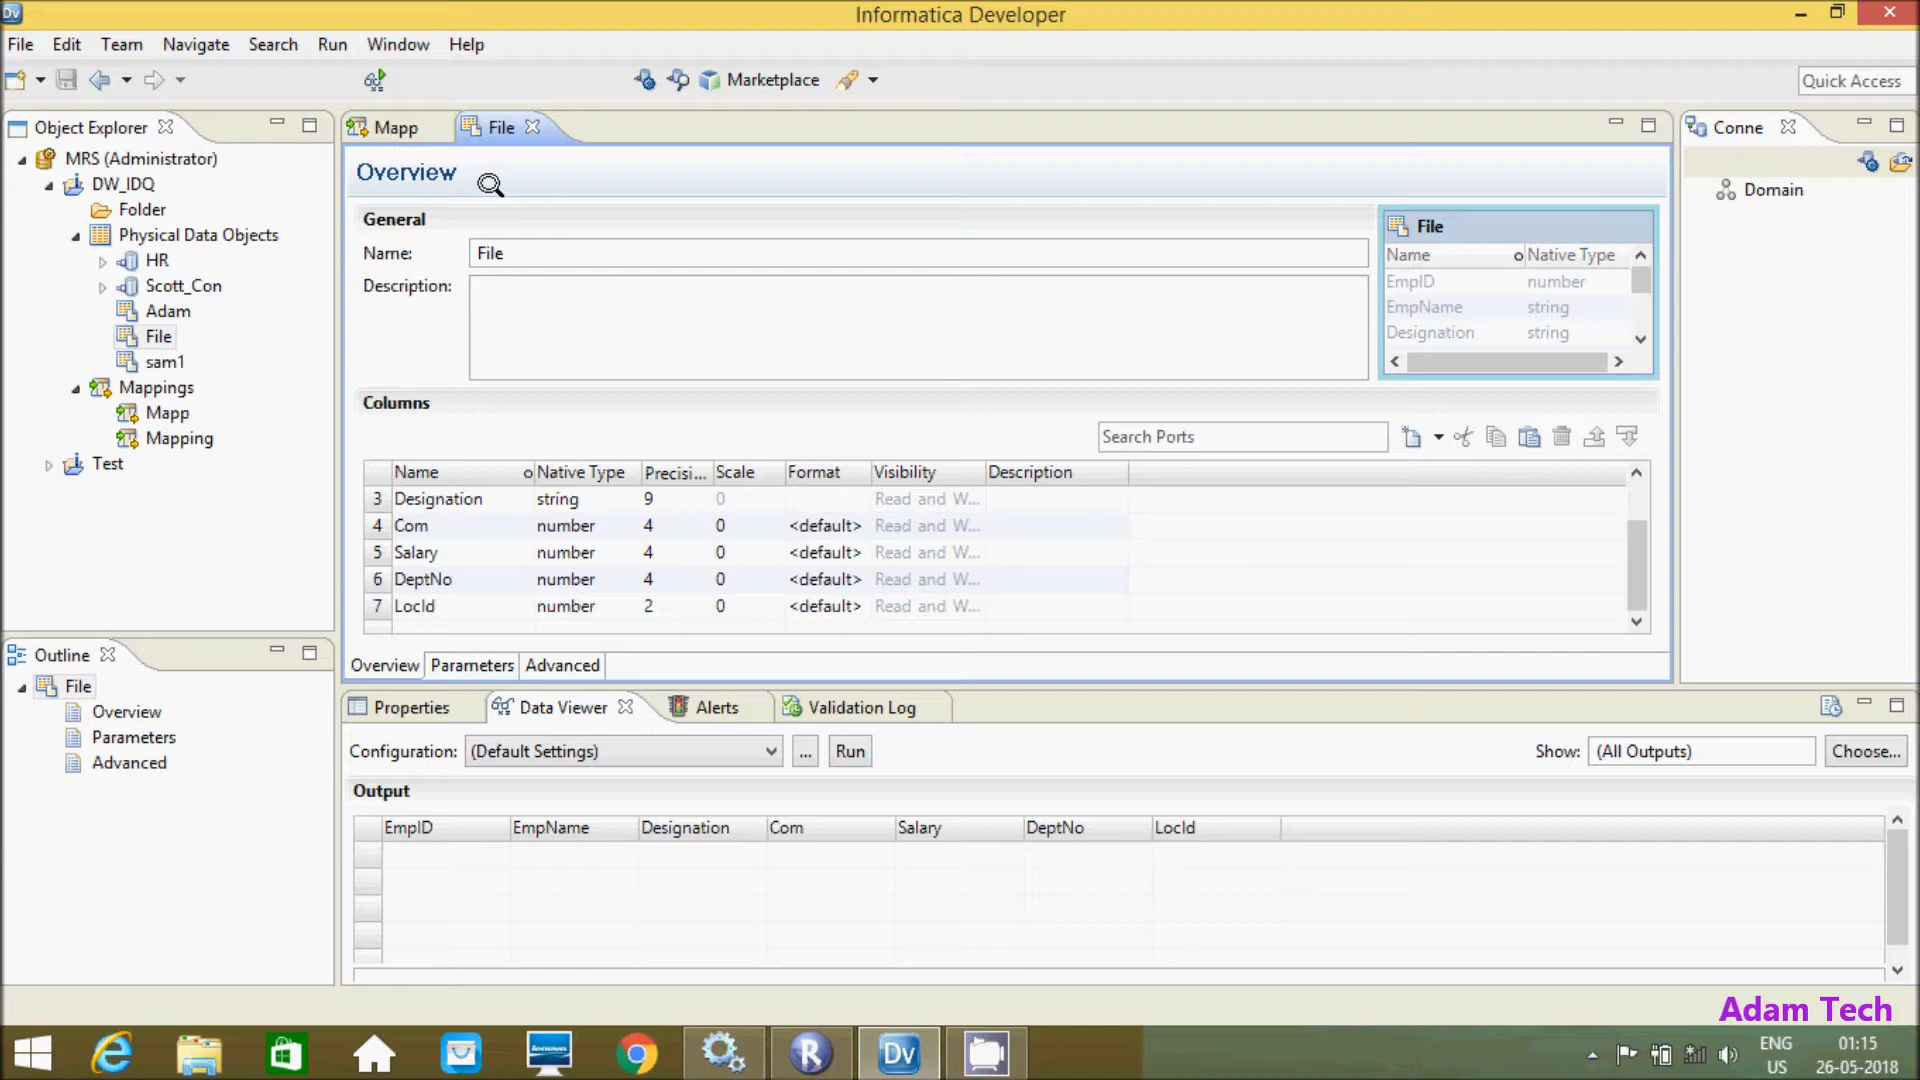 Dv
Informatica Developer
File Edit Team Navigate Search Run Window Help
Marketplace
Quick Access
Object Explorer
MRS (Administrator)
DW_IDQ
Folder
Physical Data Objects
HR
Scott_Con
Adam
File
sam1
Mappings
Mapp
Mapping
Test
Mapp
File
Overview
General
Name: File
Description:
File
Name Native Type
EmpID number
EmpName string
Designation string
Columns
Search Ports
Name Native Type Precisi... Scale Format Visibility Description
3 Designation string 9 0 Read and W...
4 Com number 4 0 <default> Read and W...
5 Salary number 4 0 <default> Read and W...
6 DeptNo number 4 0 <default> Read and W...
7 LocId number 2 0 <default> Read and W...
Overview Parameters Advanced
Conne
Domain
Outline
File
Overview
Parameters
Advanced
Properties Data Viewer Alerts Validation Log
Configuration: (Default Settings) ... Run Show: (All Outputs) Choose...
Output
EmpID EmpName Designation Com Salary DeptNo LocId
Adam Tech
R Dv
ENG 01:15
US 26-05-2018